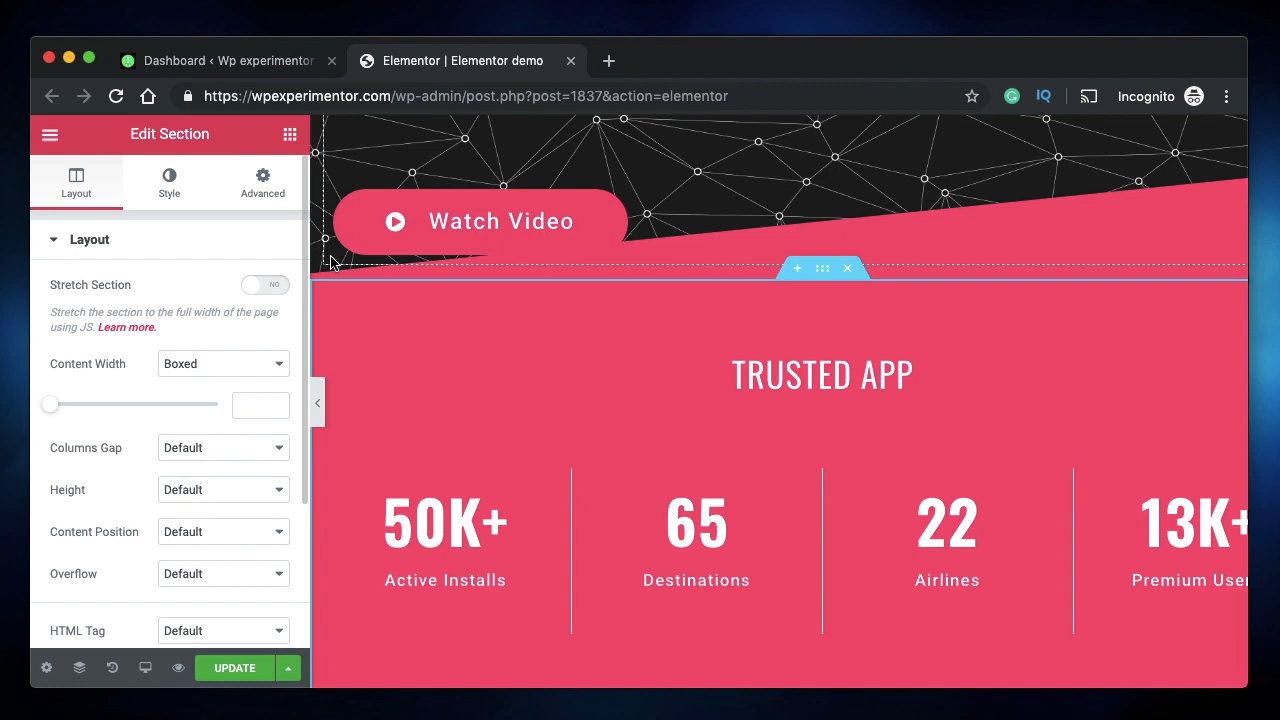 Dashboard ‹ Wp experimentor
Elementor | Elementor demo
https://wpexperimentor.com/wp-admin/post.php?post=1837&action=elementor
IQ
Incognito
Edit Section
Layout
Style
Advanced
Layout
Stretch Section
NO
Stretch the section to the full width of the page
using JS. Learn more.
Content Width
Boxed
Columns Gap
Default
Height
Default
Content Position
Default
Overflow
Default
HTML Tag
Default
UPDATE
Watch Video
TRUSTED APP
50K+
65
22
13K+
Active Installs
Destinations
Airlines
Premium User